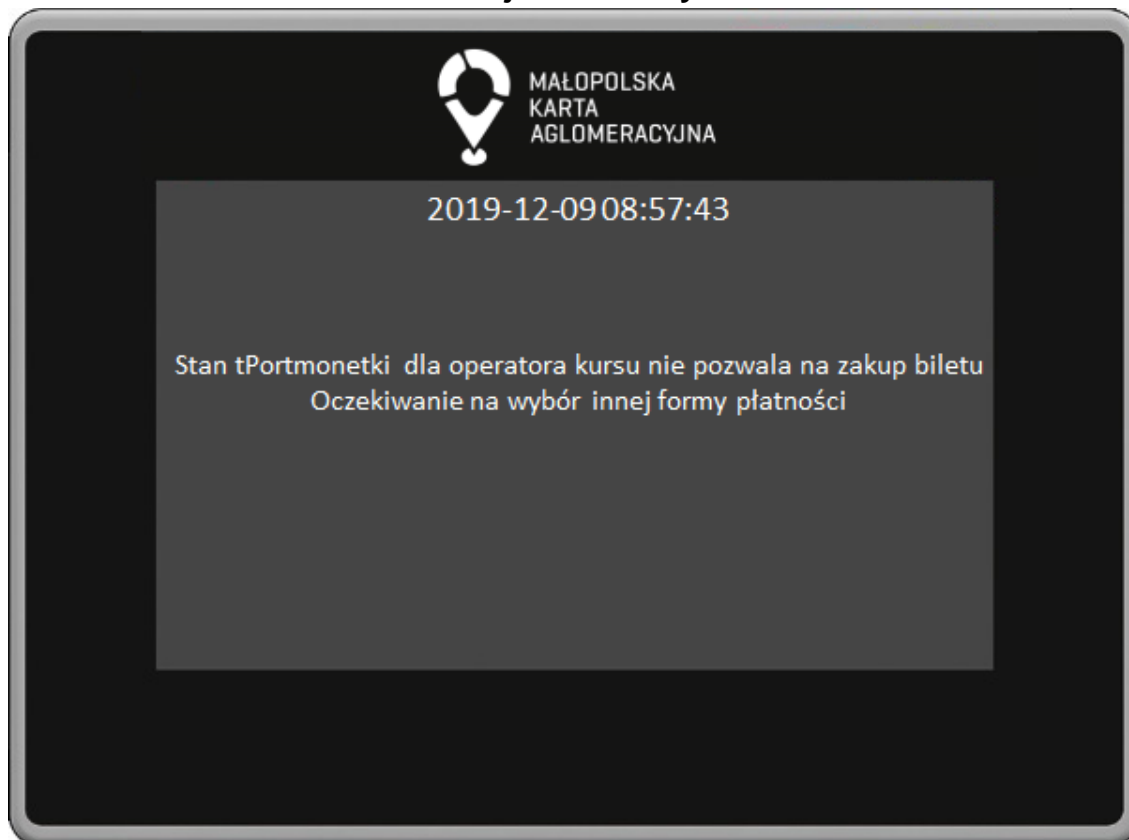 MAŁOPOLSKA
KARTA
AGLOMERACYJNA
2019-12-09 08:57:43
Stan tPortmonetki dla operatora kursu nie pozwala na zakup biletu
Oczekiwanie na wybór innej formy płatności